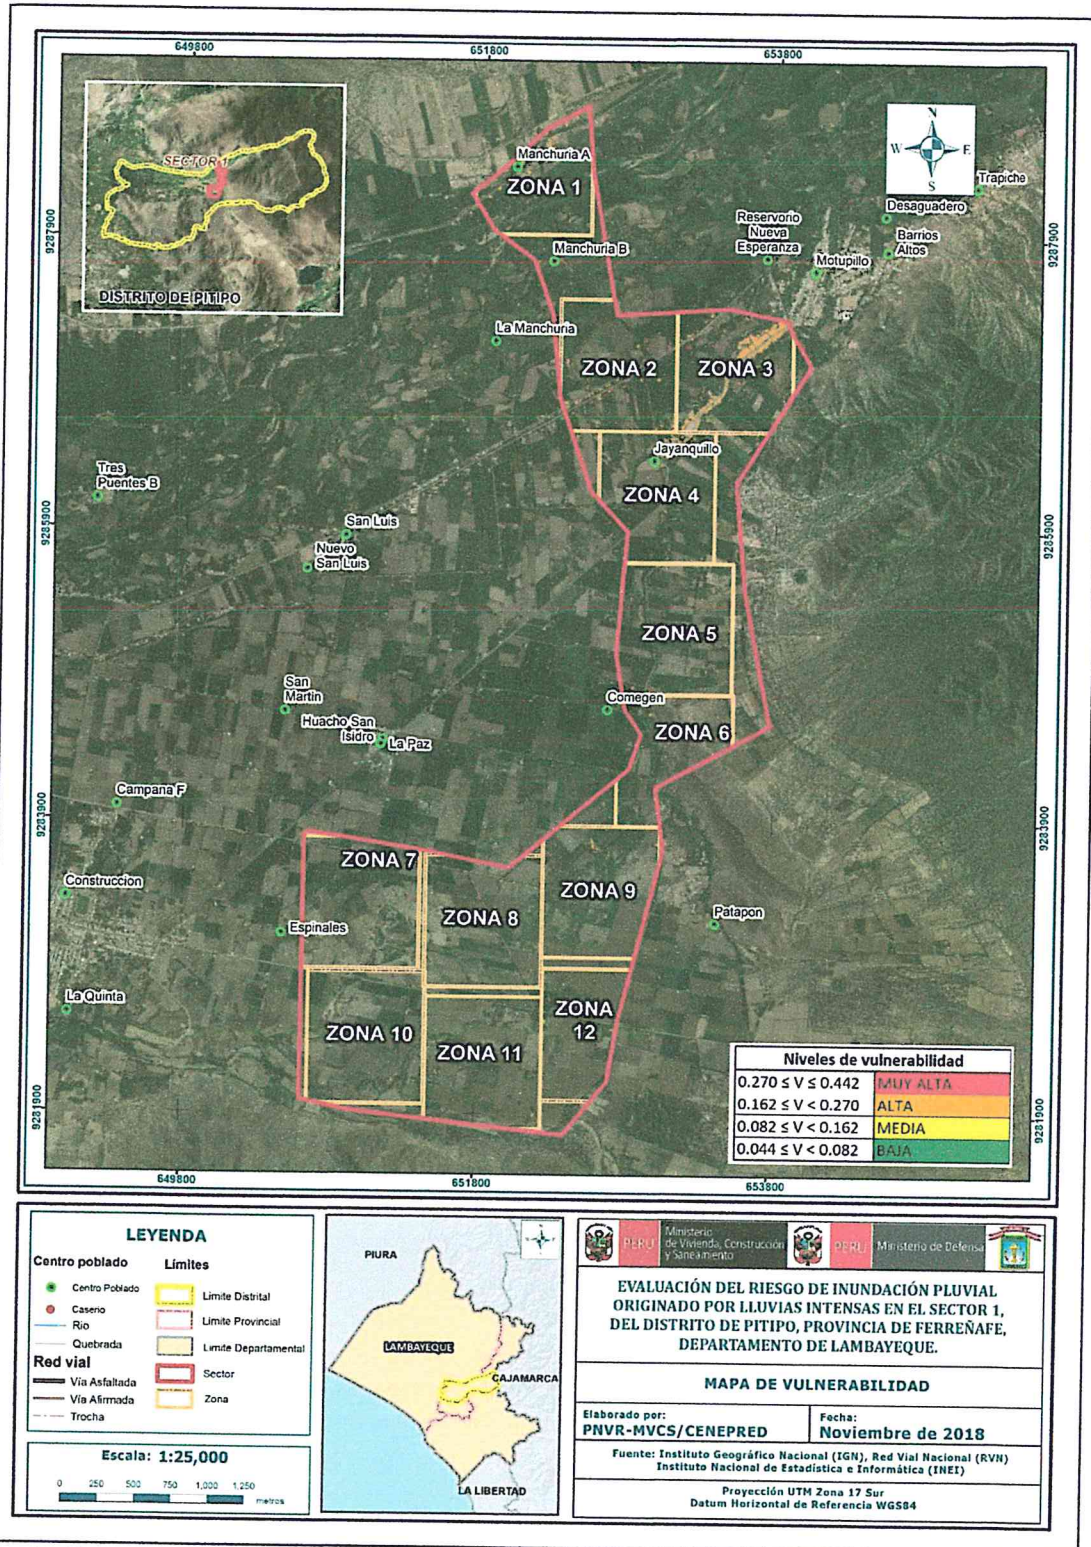 649800
651800
653800
9287900
9285900
9283900
9281900
9287900
9285900
9283900
9281900
SECTOR 1
DISTRITO DE PITIPO
N
W E
S
Manchuria A
ZONA 1
Manchuria B
Trapiche
Desaguadero
Reservorio
Nueva
Esperanza
Barrios
Altos
Motupillo
La Manchuria
ZONA 2
ZONA 3
Jayanquillo
Tres
Puentes B
ZONA 4
San Luis
Nuevo
San Luis
ZONA 5
San
Martin
Comegen
Huacho San
Isidro
La Paz
ZONA 6
Campana F
ZONA 7
Construccion
ZONA 8
ZONA 9
Patapon
Espinales
La Quinta
ZONA 10
ZONA 11
ZONA
12
Niveles de vulnerabilidad
0.270 ≤ V ≤ 0.442 MUY ALTA
0.162 ≤ V < 0.270 ALTA
0.082 ≤ V < 0.162 MEDIA
0.044 ≤ V < 0.082 BAJA
649800
651800
653800
LEYENDA
Centro poblado
Centro Poblado
Caserio
Rio
Quebrada
Red vial
Vía Asfaltada
Vía Afirmada
Trocha
Límites
Limite Distrital
Limite Provincial
Limite Departamental
Sector
Zona
Escala: 1:25,000
0 250 500 750 1,000 1,250
metros
PIURA
LAMBAYEQUE
CAJAMARCA
LA LIBERTAD
PERÚ
Ministerio
de Vivienda, Construcción
y Saneamiento
PERÚ
Ministerio de Defensa
EVALUACIÓN DEL RIESGO DE INUNDACIÓN PLUVIAL
ORIGINADO POR LLUVIAS INTENSAS EN EL SECTOR 1,
DEL DISTRITO DE PITIPO, PROVINCIA DE FERREÑAFE,
DEPARTAMENTO DE LAMBAYEQUE.
MAPA DE VULNERABILIDAD
Elaborado por:
PNVR-MVCS/CENEPRED
Fecha:
Noviembre de 2018
Fuente: Instituto Geográfico Nacional (IGN), Red Vial Nacional (RVN)
Instituto Nacional de Estadística e Informática (INEI)
Proyección UTM Zona 17 Sur
Datum Horizontal de Referencia WGS84